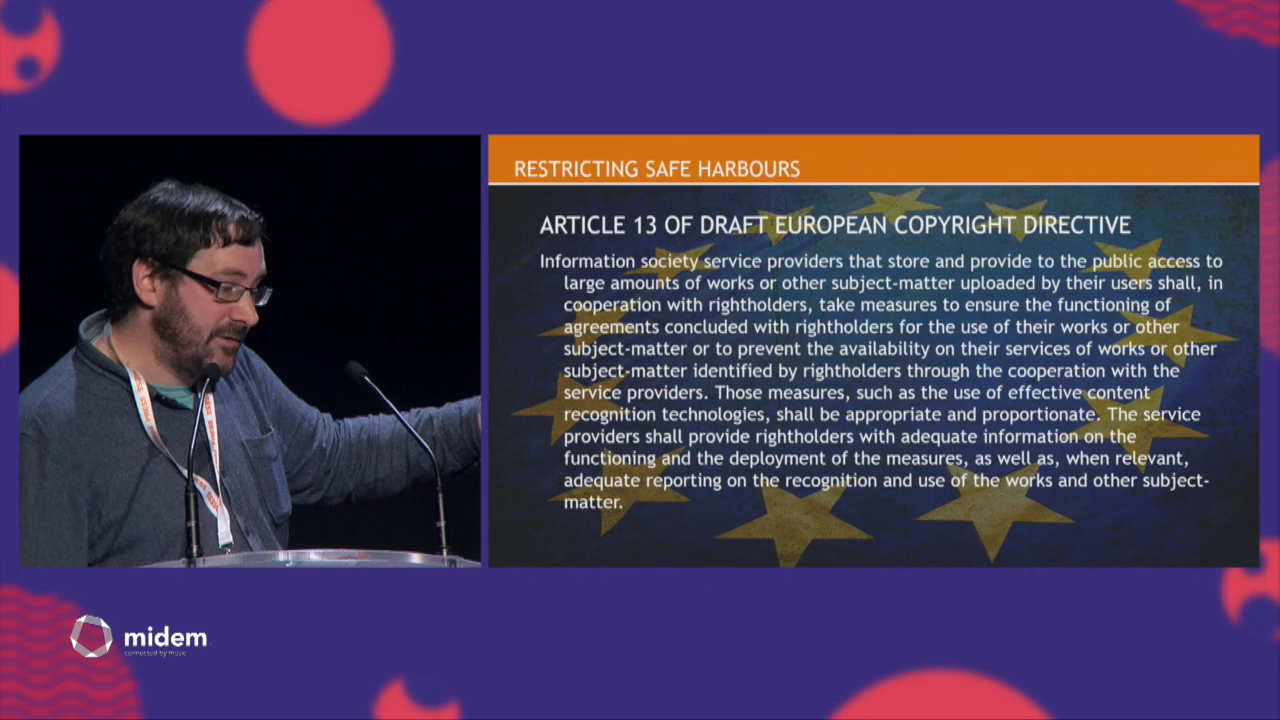 RESTRICTING SAFE HARBOURS
ARTICLE 13 OF DRAFT EUROPEAN COPYRIGHT DIRECTIVE
Information society service providers that store and provide to the public access to
large amounts of works or other subject-matter uploaded by their users shall, in
cooperation with rightholders, take measures to ensure the functioning of
agreements concluded with rightholders for the use of their works or other
subject-matter or to prevent the availability on their services of works or other
subject-matter identified by rightholders through the cooperation with the
service providers. Those measures, such as the use of effective content
recognition technologies, shall be appropriate and proportionate. The service
providers shall provide rightholders with adequate information on the
functioning and the deployment of the measures, as well as, when relevant,
adequate reporting on the recognition and use of the works and other subject-
matter.
PRESS
midem
connected by music